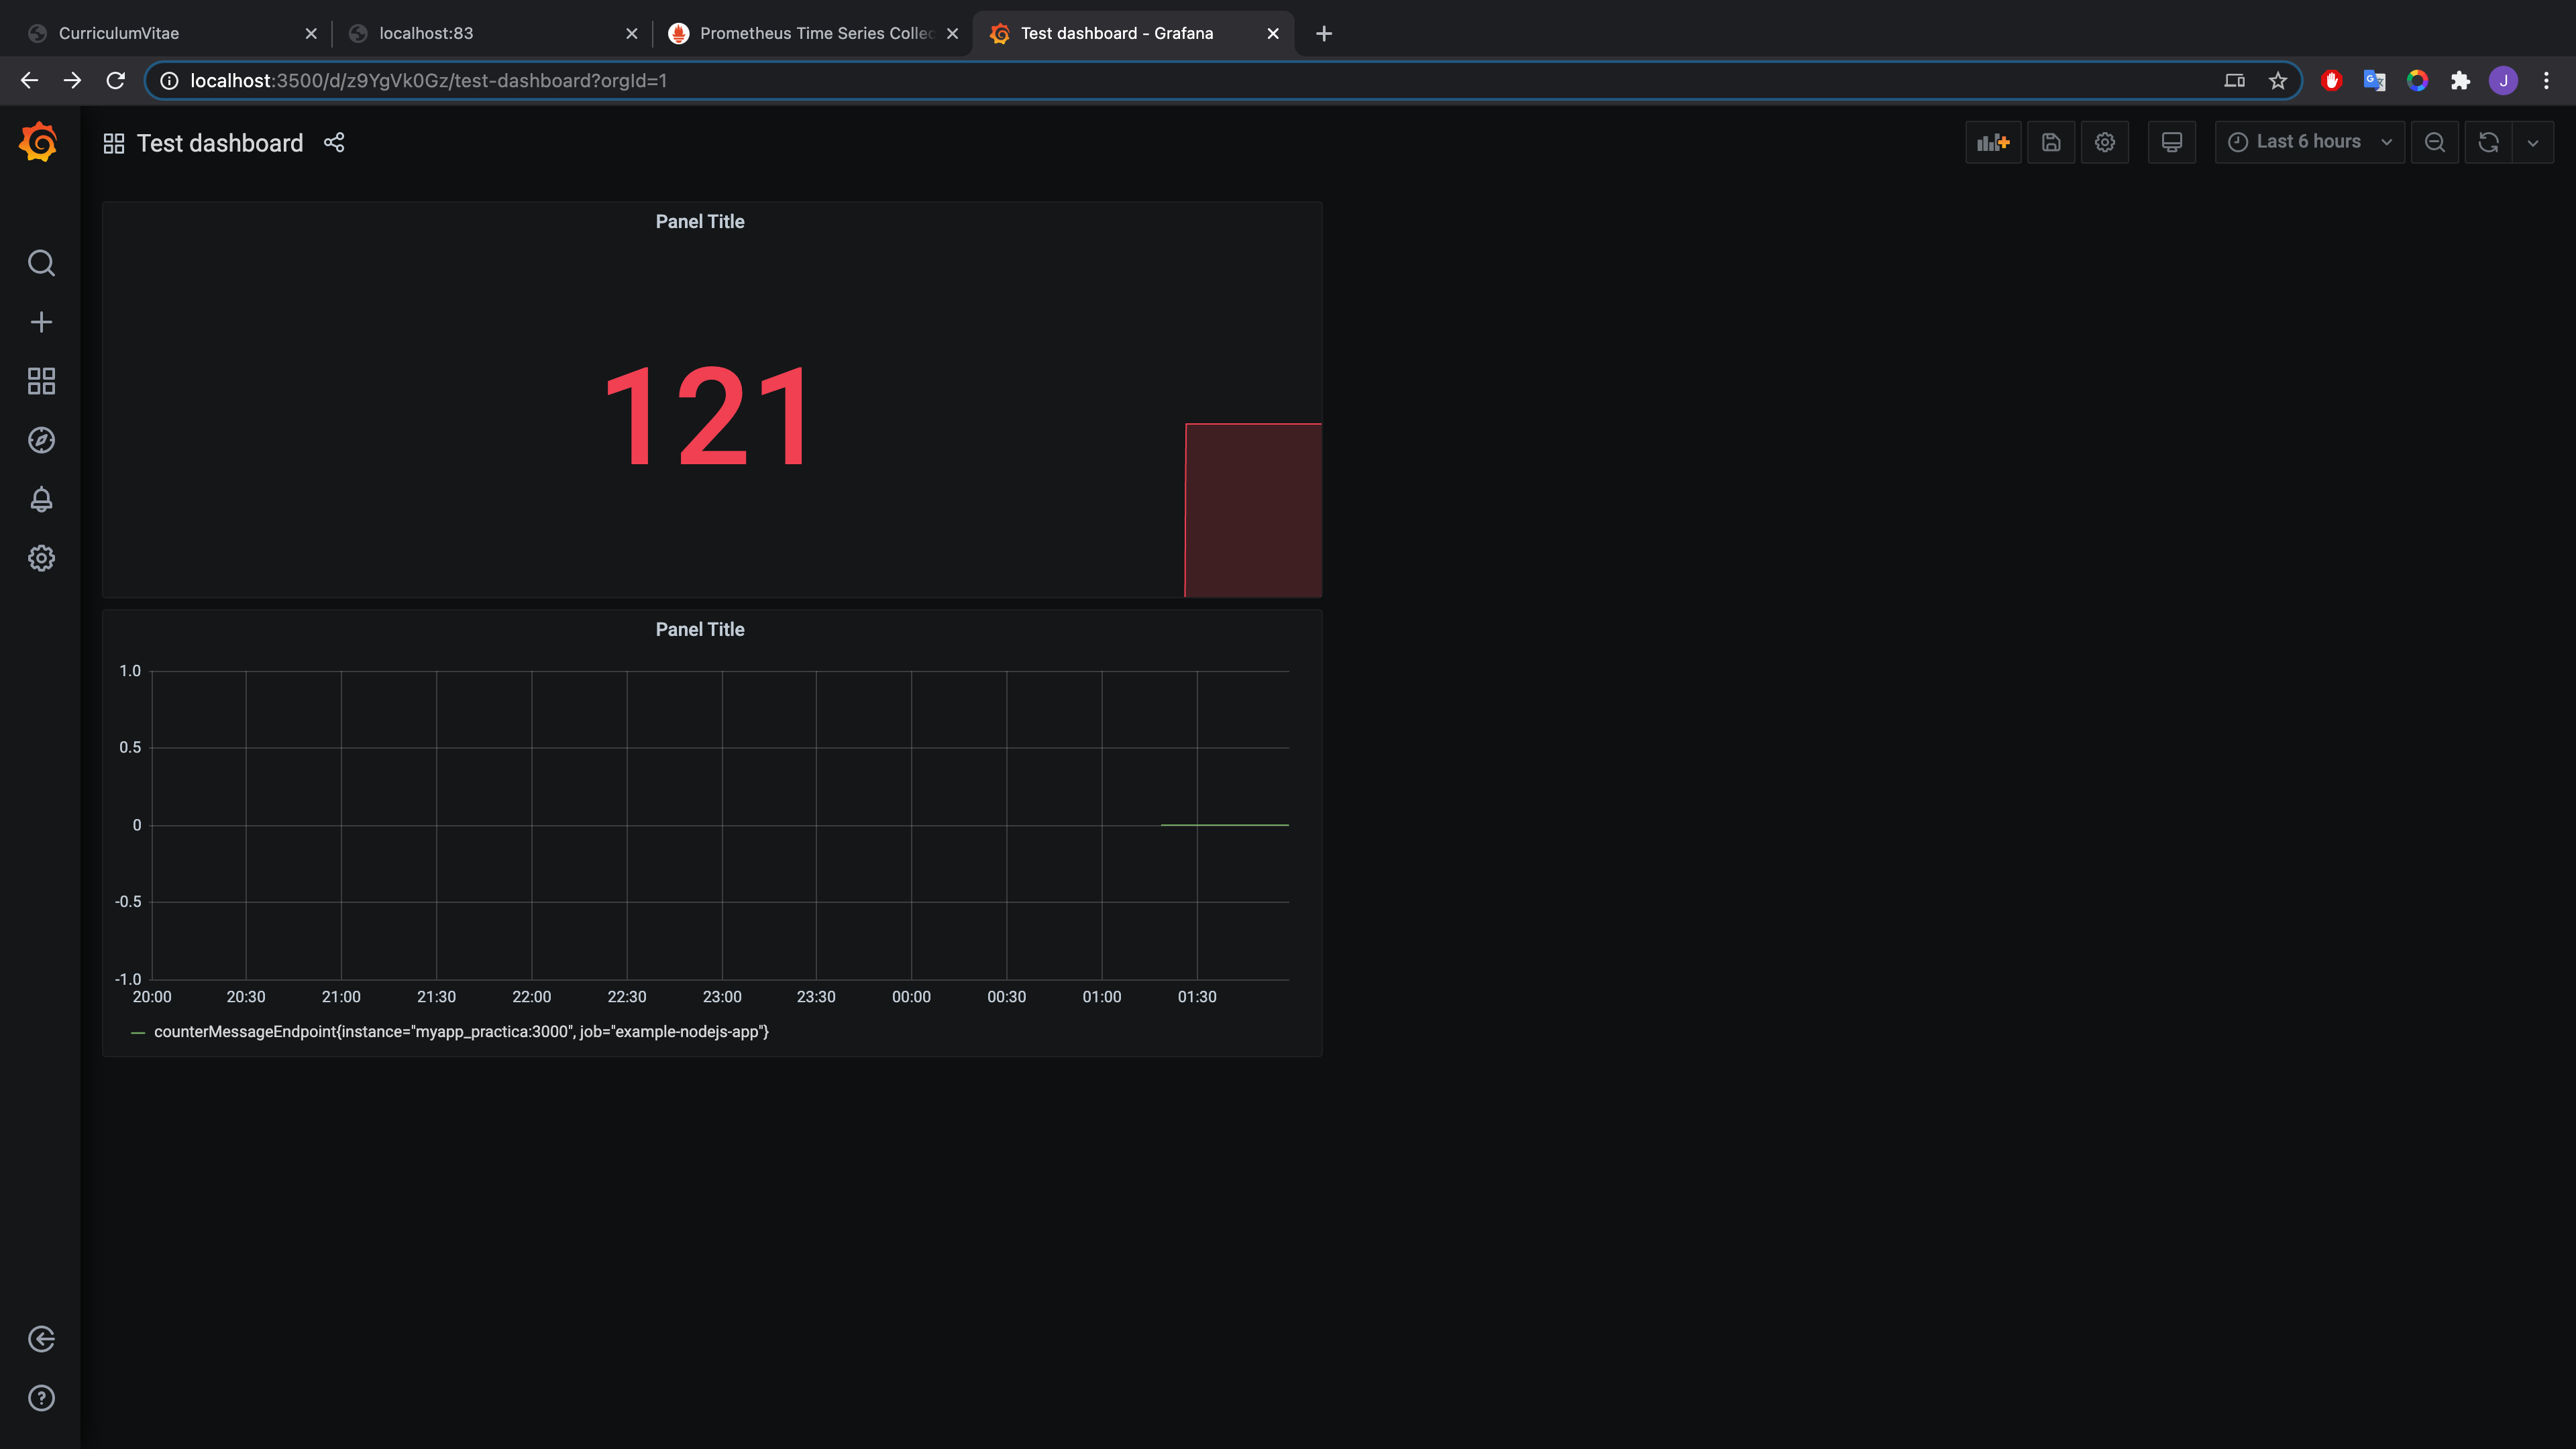 CurriculumVitae
localhost:83
Prometheus Time Series Collec
Test dashboard - Grafana
localhost:3500/d/z9YgVk0Gz/test-dashboard?orgId=1
J
Test dashboard
Last 6 hours
Panel Title
121
Panel Title
1.0
0.5
0
-0.5
-1.0
20:00 20:30 21:00 21:30 22:00 22:30 23:00 23:30 00:00 00:30 01:00 01:30
counterMessageEndpoint{instance="myapp_practica:3000", job="example-nodejs-app"}